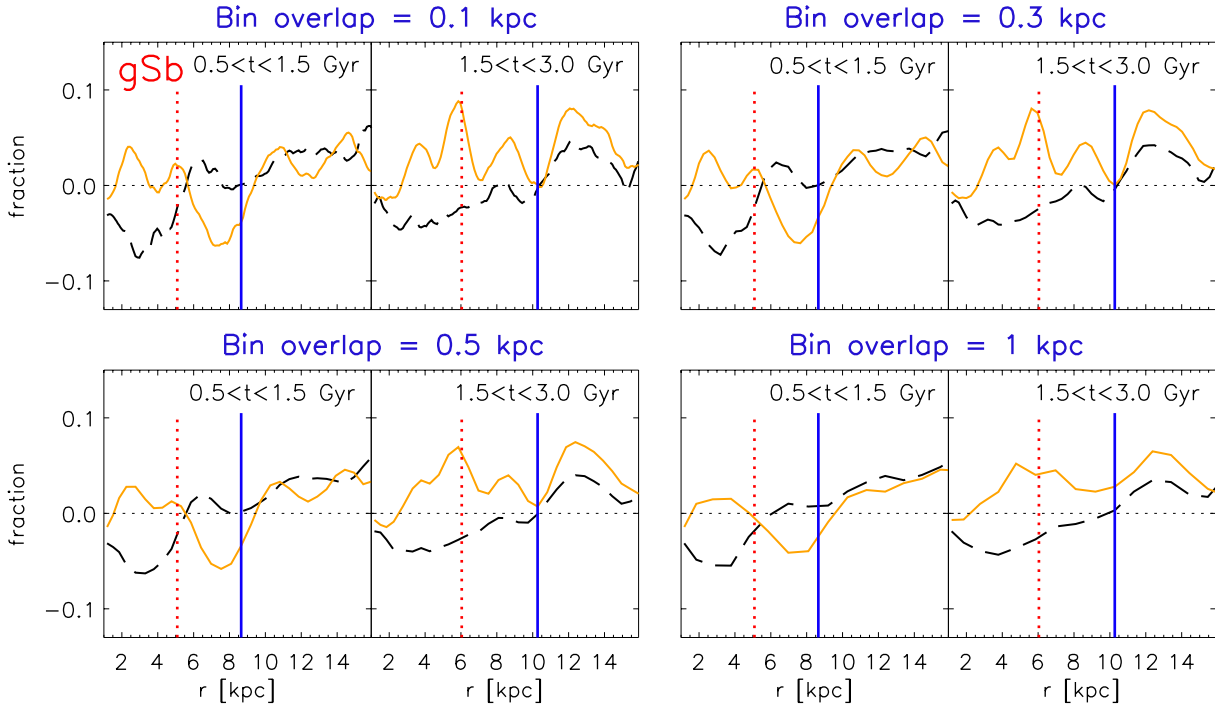 Bin overlap = 0.1 kpc
Bin overlap = 0.3 kpc
gSb
0.5<t<1.5 Gyr
1.5<t<3.0 Gyr
0.5<t<1.5 Gyr
1.5<t<3.0 Gyr
0.1
0.0
-0.1
fraction
Bin overlap = 0.5 kpc
Bin overlap = 1 kpc
0.5<t<1.5 Gyr
1.5<t<3.0 Gyr
0.5<t<1.5 Gyr
1.5<t<3.0 Gyr
0.1
0.0
-0.1
fraction
2 4 6 8 10 12 14 2 4 6 8 10 12 14
2 4 6 8 10 12 14 2 4 6 8 10 12 14
r [kpc] r [kpc]
r [kpc] r [kpc]